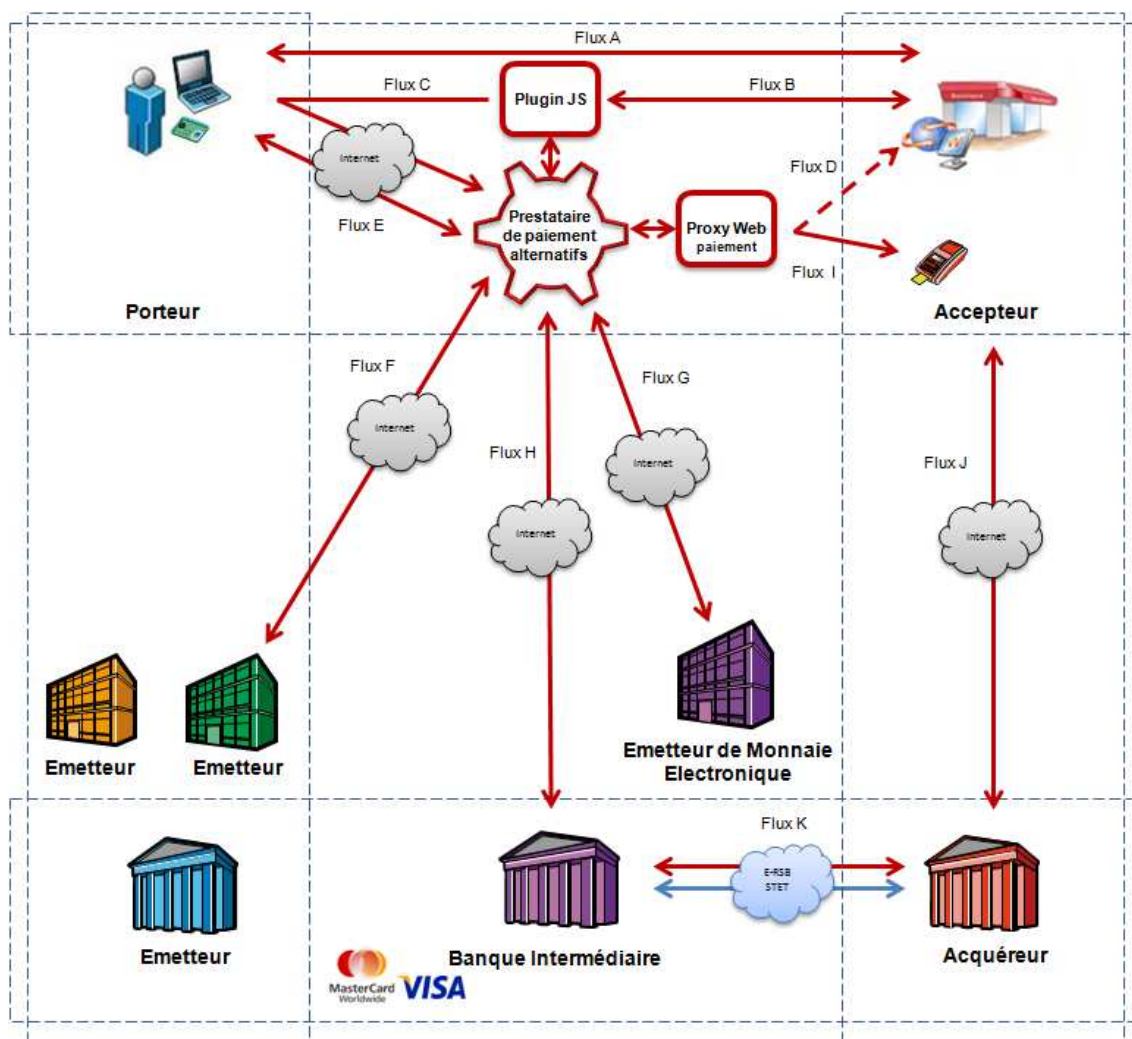 Flux A
Flux C
Plugin JS
Flux B
Internet
Flux D
Flux E
Prestataire
de paiement
alternatifs
Proxy Web
paiement
Flux I
Porteur
Accepteur
Flux F
Internet
Flux G
Internet
Flux H
Internet
Flux J
Internet
Emetteur
Emetteur
Emetteur de Monnaie
Electronique
Flux K
E-RSB
STET
Emetteur
Banque Intermédiaire
Acquéreur
MasterCard
Worldwide
VISA